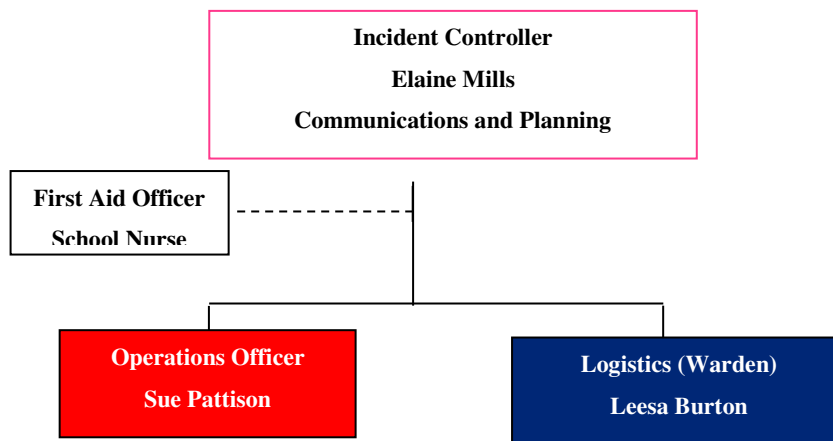 Incident Controller
Elaine Mills
Communications and Planning
First Aid Officer
School Nurse
Operations Officer
Sue Pattison
Logistics (Warden)
Leesa Burton